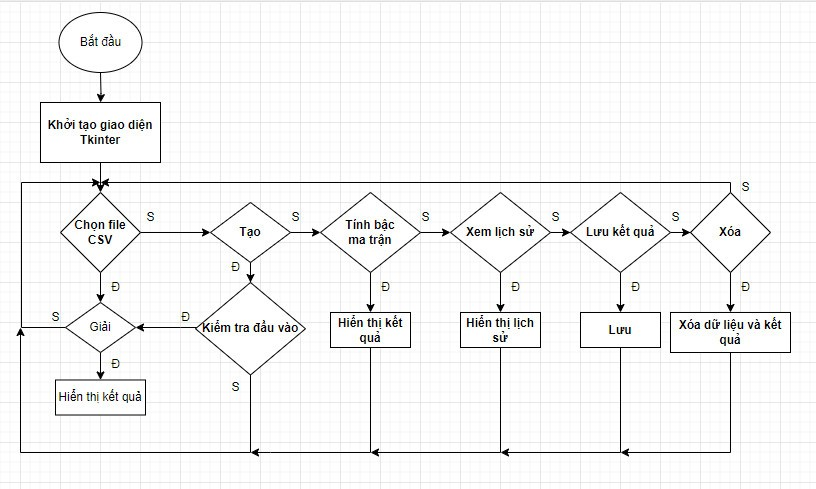 Bắt đầu
Khởi tạo giao diện
Tkinter
S
Chọn file
CSV
S
Tạo
S
Tính bậc
ma trận
S
Xem lịch sử
S
Lưu kết quả
S
Xóa
Đ
Đ
Đ
Đ
Đ
Đ
S
Giải
Đ
Kiểm tra đầu vào
Hiển thị kết
quả
Hiển thị lịch
sử
Lưu
Xóa dữ liệu và kết
quả
Đ
Hiển thị kết quả
S